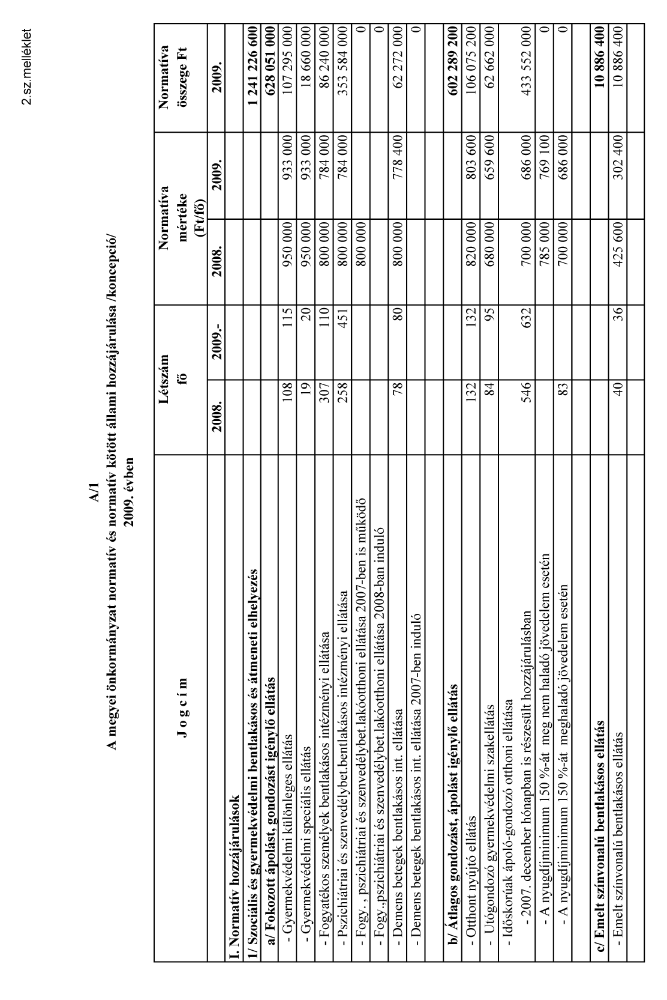 2.sz.melléklet
A/1
A megyei önkormányzat normatív és normatív kötött állami hozzájárulása /koncepció/
2009. évben
J o g c í m Létszám fő Normatíva mértéke (Ft/fő) Normatíva összege Ft
2008. 2009.- 2008. 2009. 2009.
I. Normatív hozzájárulások
1/ Szociális és gyermekvédelmi bentlakásos és átmeneti elhelyezés 1 241 226 600
a/ Fokozott ápolást, gondozást igénylő ellátás 628 051 000
- Gyermekvédelmi különleges ellátás 108 115 950 000 933 000 107 295 000
- Gyermekvédelmi speciális ellátás 19 20 950 000 933 000 18 660 000
- Fogyatékos személyek bentlakásos intézményi ellátása 307 110 800 000 784 000 86 240 000
- Pszichiátriai és szenvedélybet.bentlakásos intézményi ellátása 258 451 800 000 784 000 353 584 000
- Fogy. , pszichiátriai és szenvedélybet.lakóotthoni ellátása 2007-ben is működő 800 000 0
- Fogy.,pszichiátriai és szenvedélybet.lakóotthoni ellátása 2008-ban induló 0
- Demens betegek bentlakásos int. ellátása 78 80 800 000 778 400 62 272 000
- Demens betegek bentlakásos int. ellátása 2007-ben induló 0
b/ Átlagos gondozást, ápolást igénylő ellátás 602 289 200
- Otthont nyújtó ellátás 132 132 820 000 803 600 106 075 200
- Utógondozó gyermekvédelmi szakellátás 84 95 680 000 659 600 62 662 000
- Időskorúak ápoló-gondozó otthoni ellátása
- 2007. december hónapban is részesült hozzájárulásban 546 632 700 000 686 000 433 552 000
- A nyugdíjminimum 150 %-át meg nem haladó jövedelem esetén 785 000 769 100 0
- A nyugdíjminimum 150 %-át meghaladó jövedelem esetén 83 700 000 686 000 0
c/ Emelt színvonalú bentlakásos ellátás 10 886 400
- Emelt színvonalú bentlakásos ellátás 40 36 425 600 302 400 10 886 400